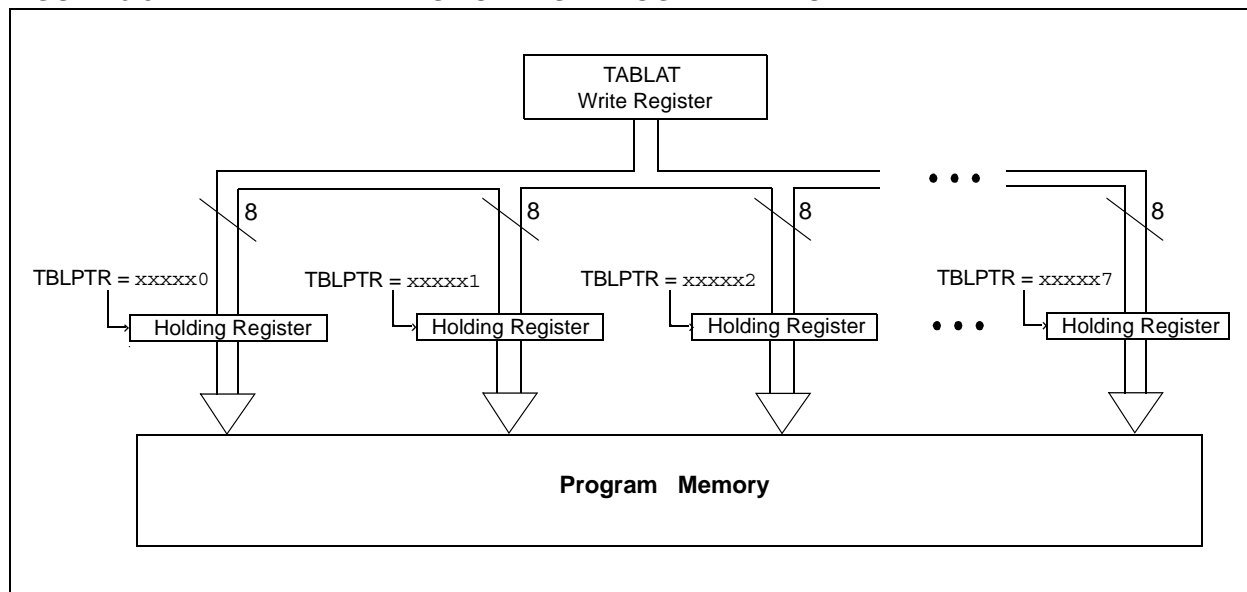 TABLAT
Write Register
8
8
8
8
TBLPTR = xxxxx0
TBLPTR = xxxxx1
TBLPTR = xxxxx2
TBLPTR = xxxxx7
Holding Register
Holding Register
Holding Register
Holding Register
Program Memory